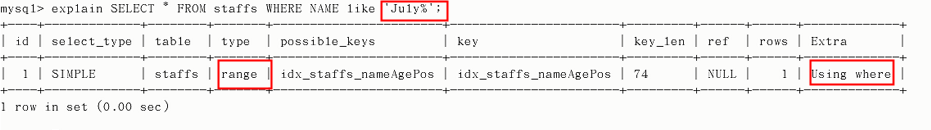 mysql> explain SELECT * FROM staffs WHERE NAME like 'July%';
+----+-------------+--------+-------+---------------------+---------------------+---------+------+------+-------------+
| id | select_type | table | type | possible_keys | key | key_len | ref | rows | Extra |
+----+-------------+--------+-------+---------------------+---------------------+---------+------+------+-------------+
| 1 | SIMPLE | staffs | range | idx_staffs_nameAgePos | idx_staffs_nameAgePos | 74 | NULL | 1 | Using where |
+----+-------------+--------+-------+---------------------+---------------------+---------+------+------+-------------+
1 row in set (0.00 sec)